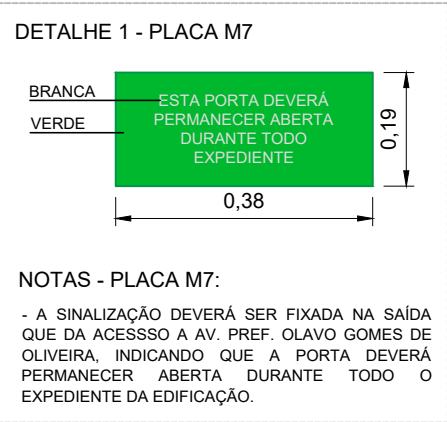 DETALHE 1 - PLACA M7
BRANCA
VERDE
ESTA PORTA DEVERÁ
PERMANECER ABERTA
DURANTE TODO
EXPEDIENTE
0,19
0,38
NOTAS - PLACA M7:
- A SINALIZAÇÃO DEVERÁ SER FIXADA NA SAÍDA
QUE DA ACESSSO A AV. PREF. OLAVO GOMES DE
OLIVEIRA, INDICANDO QUE A PORTA DEVERÁ
PERMANECER ABERTA DURANTE TODO O
EXPEDIENTE DA EDIFICAÇÃO.